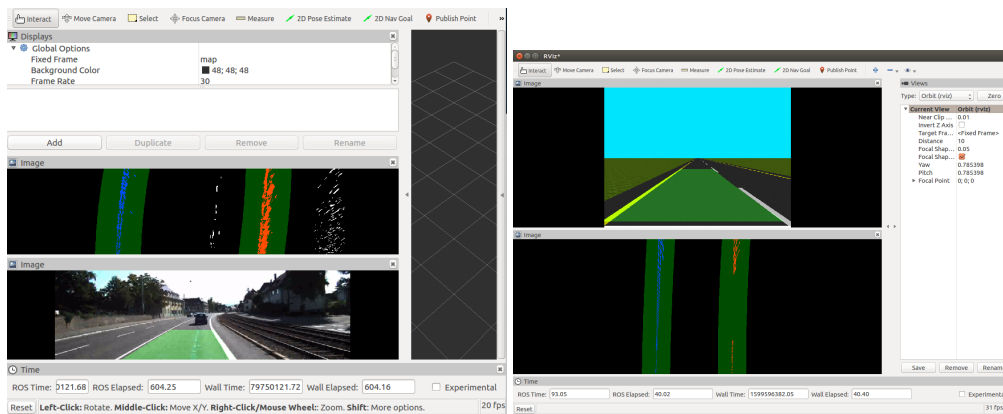 Interact Move Camera Select Focus Camera Measure 2D Pose Estimate 2D Nav Goal Publish Point »
Displays
Global Options
Fixed Frame map
Background Color 48; 48; 48
Frame Rate 30
Add Duplicate Remove Rename
Image
Image
Time
ROS Time: 0121.68 ROS Elapsed: 604.25 Wall Time: 79750121.72 Wall Elapsed: 604.16 Experimental
Reset Left-Click: Rotate. Middle-Click: Move X/Y. Right-Click/Mouse Wheel:: Zoom. Shift: More options. 20 fps
RViz*
Interact Move Camera Select Focus Camera Measure 2D Pose Estimate 2D Nav Goal Publish Point
Image
Views
Type: Orbit (rviz) Zero
Current View Orbit (rviz)
Near Clip ... 0.01
Invert Z Axis
Target Fra... <Fixed Frame>
Distance 10
Focal Shap... 0.05
Focal Shap...
Yaw 0.785398
Pitch 0.785398
Focal Point 0; 0; 0
Image
Save Remove Rename
Time
ROS Time: 93.05 ROS Elapsed: 40.02 Wall Time: 1599596382.05 Wall Elapsed: 40.40 Experimen
Reset 31 fps